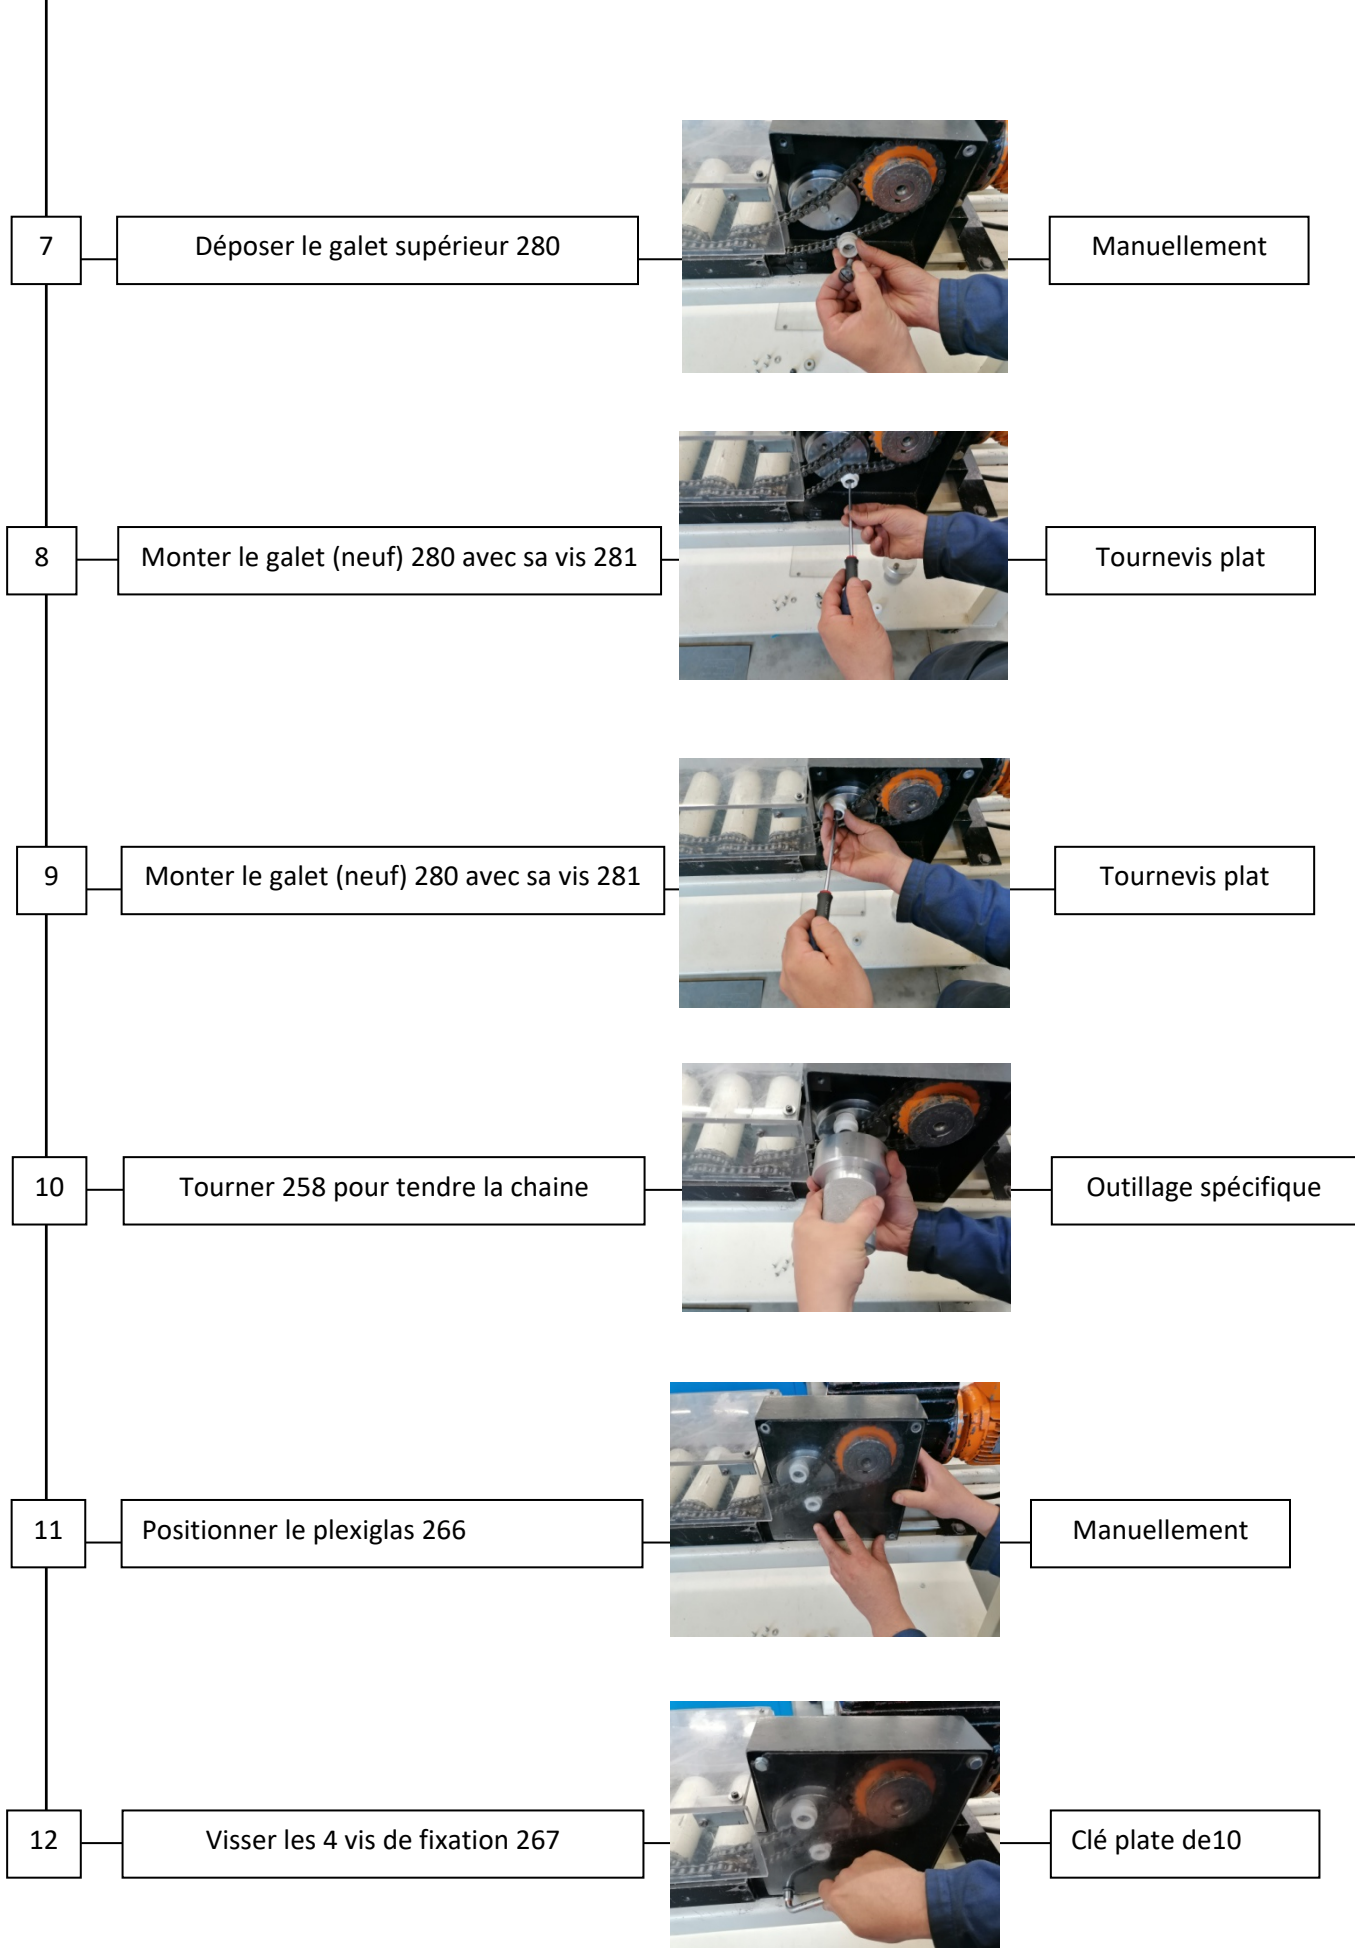 7
Déposer le galet supérieur 280
Manuellement
8
Monter le galet (neuf) 280 avec sa vis 281
Tournevis plat
9
Monter le galet (neuf) 280 avec sa vis 281
Tournevis plat
10
Tourner 258 pour tendre la chaine
Outillage spécifique
11
Positionner le plexiglas 266
Manuellement
12
Visser les 4 vis de fixation 267
Clé plate de10